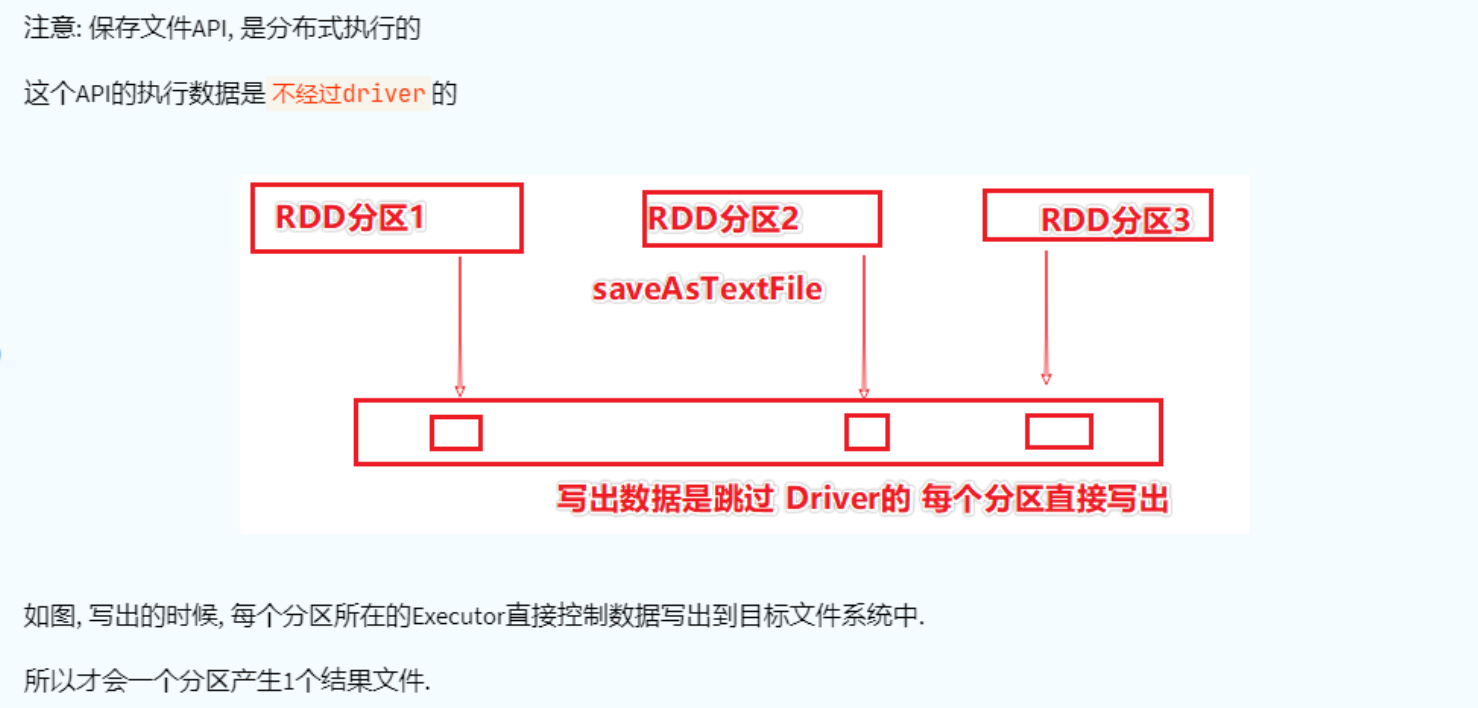 注意: 保存文件API, 是分布式执行的
这个API的执行数据是 不经过driver 的
RDD分区1
RDD分区2
RDD分区3
saveAsTextFile
写出数据是跳过 Driver的 每个分区直接写出
如图, 写出的时候, 每个分区所在的Executor直接控制数据写出到目标文件系统中.
所以才会一个分区产生1个结果文件.